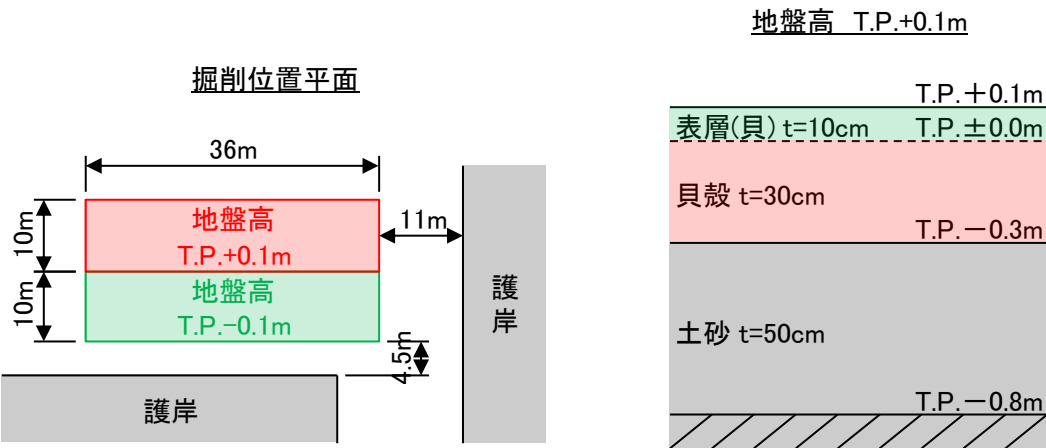 掘削位置平面
36m
10m
地盤高
T.P.+0.1m
11m
10m
地盤高
T.P.-0.1m
4.5m
護岸
護岸
地盤高 T.P.+0.1m
T.P.＋0.1m
表層(貝) t=10cm T.P.±0.0m
貝殻 t=30cm
T.P.－0.3m
土砂 t=50cm
T.P.－0.8m